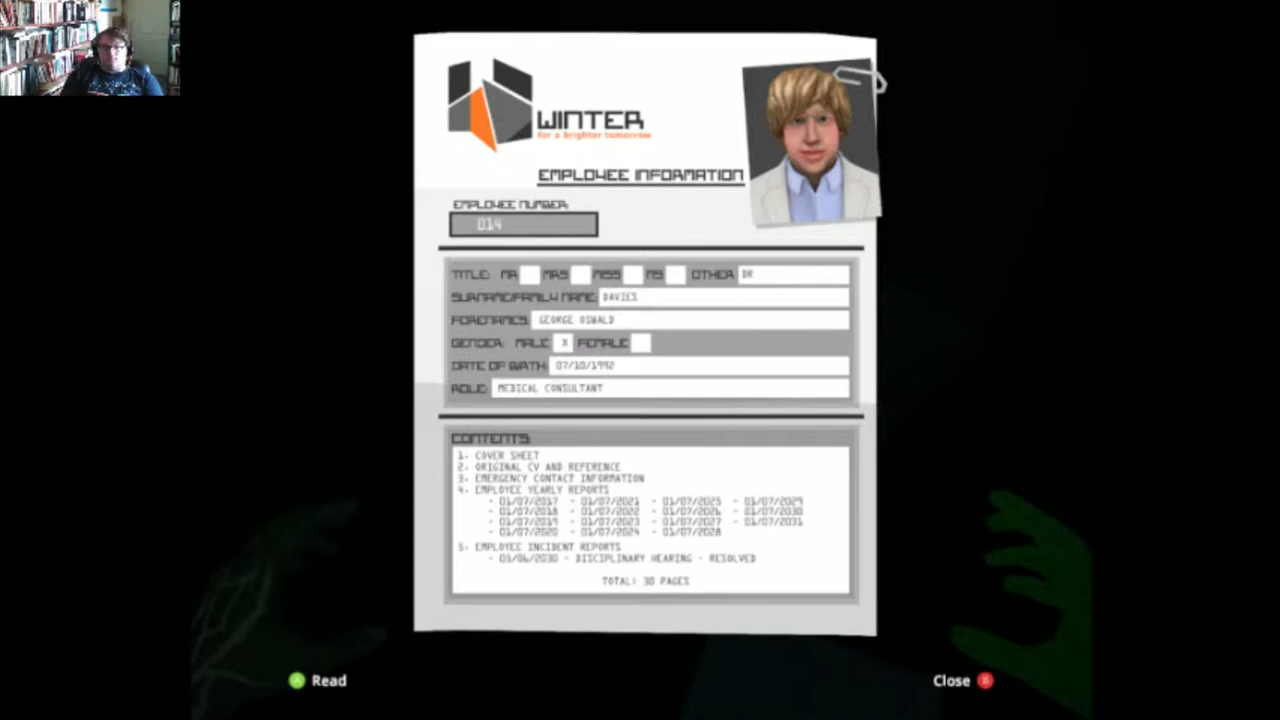 WINTER
for a brighter tomorrow
EMPLOYEE INFORMATION
EMPLOYEE NUMBER:
014
TITLE: MR MRS MISS MS OTHER DR
SURNAME/FAMILY NAME: DAVIES
FORENAMES: GEORGE OSWALD
GENDER: MALE X FEMALE
DATE OF BIRTH: 07/10/1992
ROLE: MEDICAL CONSULTANT
CONTENTS:
1. COVER SHEET
2. ORIGINAL CV AND REFERENCE
3. EMERGENCY CONTACT INFORMATION
4. EMPLOYEE YEARLY REPORTS
- 01/07/2017 - 01/07/2021 - 01/07/2025 - 01/07/2029
- 01/07/2018 - 01/07/2022 - 01/07/2026 - 01/07/2030
- 01/07/2019 - 01/07/2023 - 01/07/2027 - 01/07/2031
- 01/07/2020 - 01/07/2024 - 01/07/2028
5. EMPLOYEE INCIDENT REPORTS
- 01/06/2030 - DISCIPLINARY HEARING - RESOLVED
TOTAL: 30 PAGES
A Read
Close B